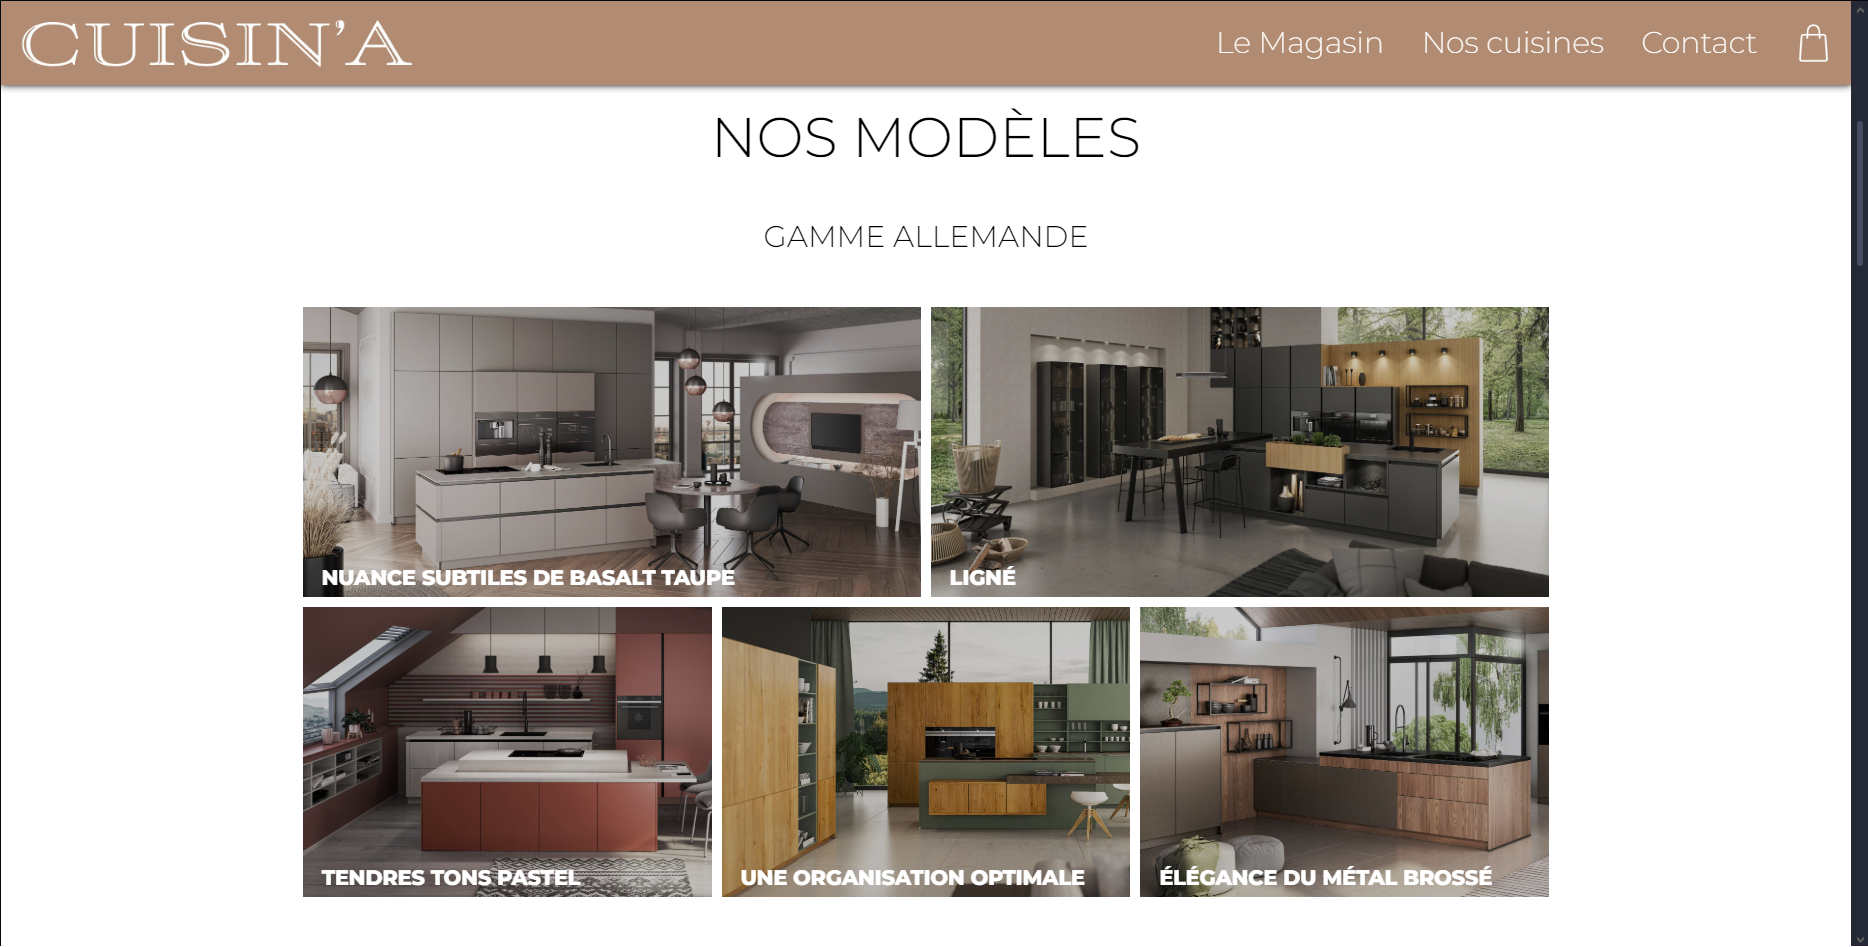 CUISIN'A
Le Magasin Nos cuisines Contact
NOS MODÈLES
GAMME ALLEMANDE
NUANCE SUBTILES DE BASALT TAUPE
LIGNÉ
TENDRES TONS PASTEL
UNE ORGANISATION OPTIMALE
ÉLÉGANCE DU MÉTAL BROSSÉ